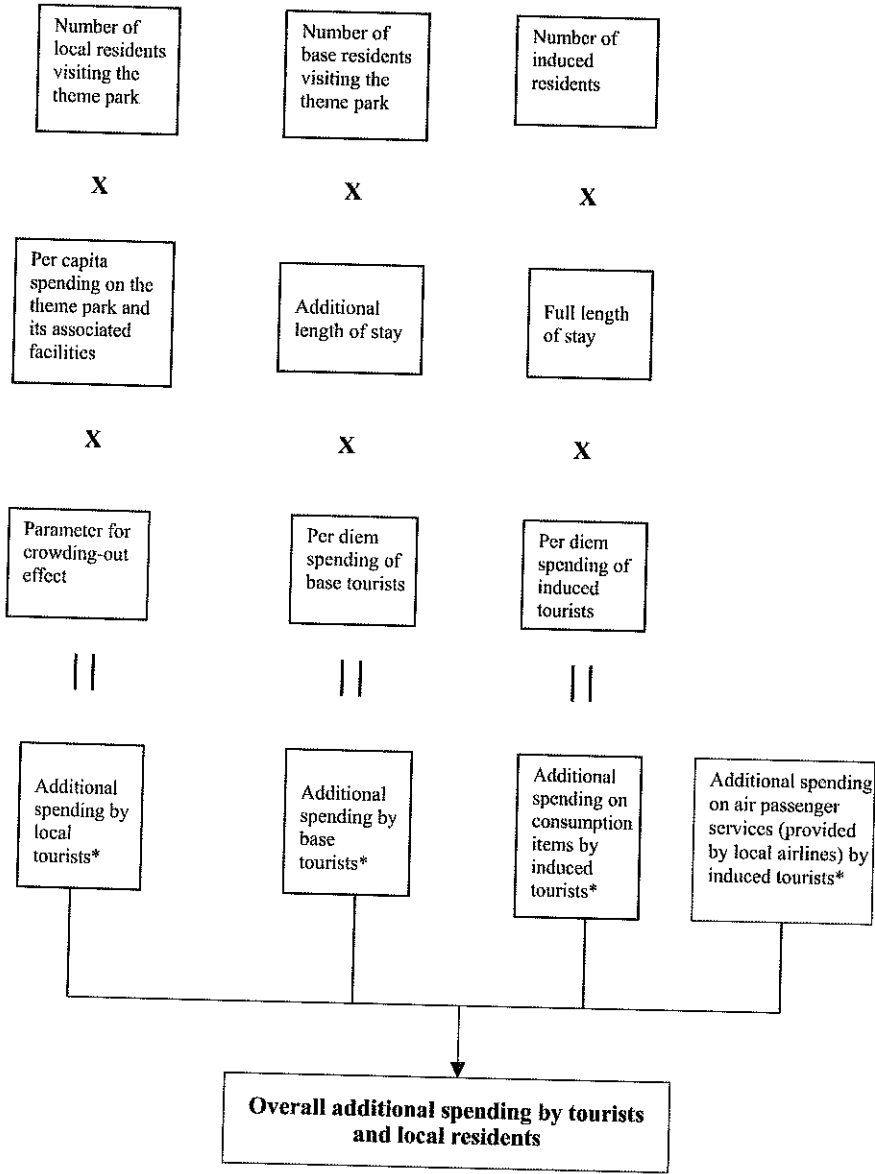 Number of
local residents
visiting the
theme park
Number of
base residents
visiting the
theme park
Number of
induced
residents
X
X
X
Per capita
spending on the
theme park and
its associated
facilities
Additional
length of stay
Full length
of stay
X
X
X
Parameter for
crowding-out
effect
Per diem
spending of
base tourists
Per diem
spending of
induced
tourists
||
||
||
Additional
spending by
local
tourists*
Additional
spending by
base
tourists*
Additional
spending on
consumption
items by
induced
tourists*
Additional spending
on air passenger
services (provided
by local airlines) by
induced tourists*
Overall additional spending by tourists
and local residents